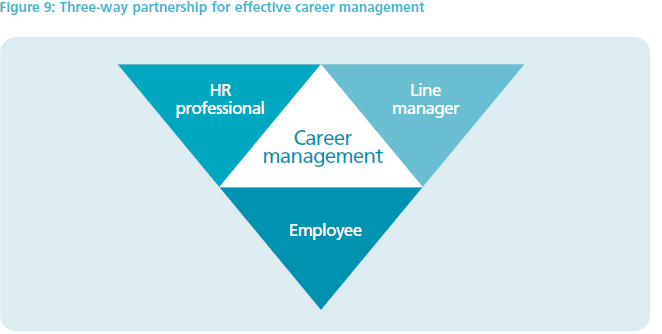 Figure 9: Three-way partnership for effective career management
HR
professional
Line
manager
Career
management
Employee